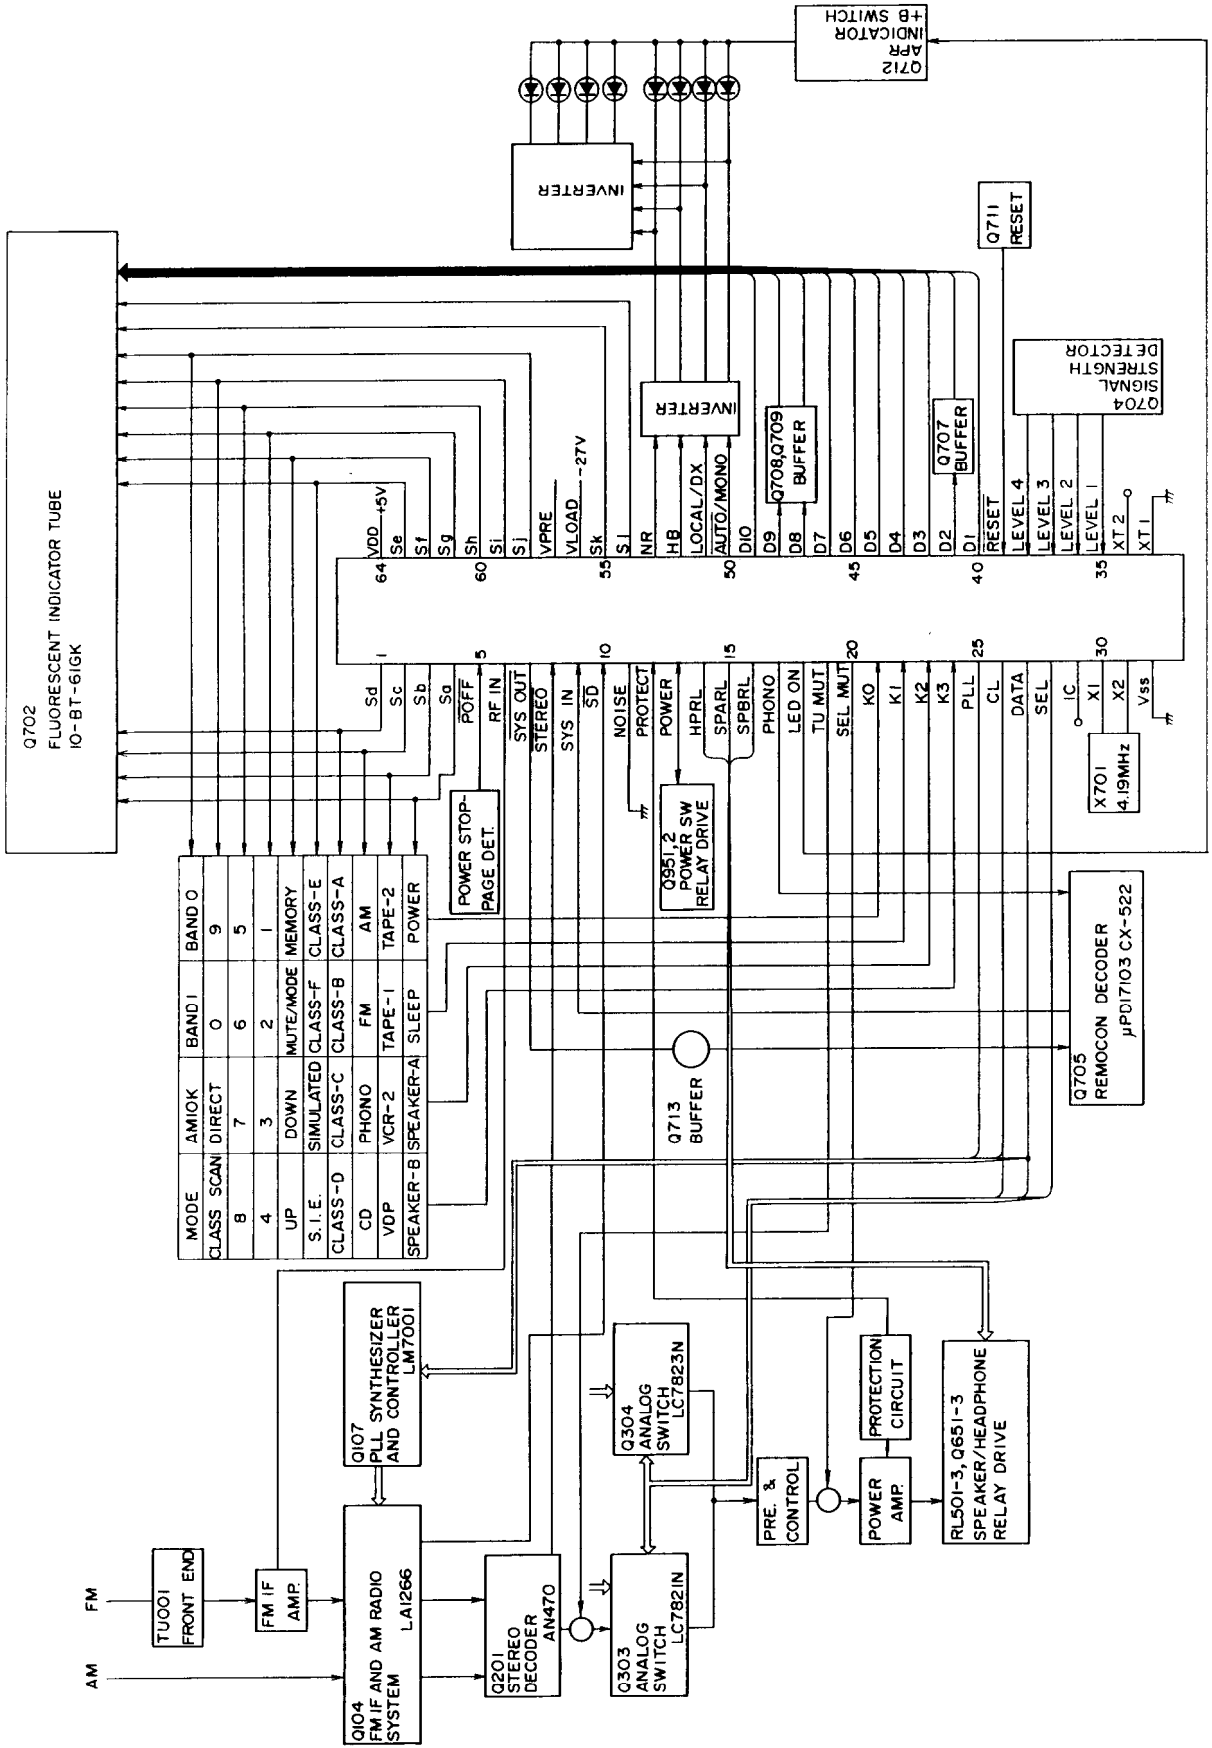 Q702
FLUORESCENT INDICATOR TUBE
10-BT-61GK
INVERTER
Q712
APR
INDICATOR
+B SWITCH
MODE AM10K BAND1 BAND0
CLASS SCAN DIRECT 0 9
8 7 6 5
4 3 2 1
UP DOWN MUTE/MODE MEMORY
S.I.E. SIMULATED CLASS-F CLASS-E
CLASS-D CLASS-C CLASS-B CLASS-A
CD PHONO FM AM
VDP VCR-2 TAPE-1 TAPE-2
SPEAKER-B SPEAKER-A SLEEP POWER
POWER STOP-
PAGE DET.
Q951,2
POWER SW
RELAY DRIVE
Sd
Sc
Sb
Sa
POFF
RF IN
SYS OUT
STEREO
SYS IN
SD
NOISE
PROTECT
POWER
HPRL
SPARL
SPBRL
PHONO
LED ON
TU MUT
SEL MUT
K0
K1
K2
K3
PLL
CL
DATA
SEL
IC
X1
X2
Vss
1
5
10
15
20
25
30
64
60
55
50
45
40
35
VDD +5V
Se
Sf
Sg
Sh
Si
Sj
VPRE
VLOAD -27V
Sk
Sl
NR
HB
LOCAL/DX
AUTO/MONO
D10
D9
D8
D7
D6
D5
D4
D3
D2
D1
RESET
LEVEL 4
LEVEL 3
LEVEL 2
LEVEL 1
XT2
XT1
INVERTER
Q708,Q709
BUFFER
Q707
BUFFER
Q711
RESET
Q704
SIGNAL
STRENGTH
DETECTOR
X701
4.19MHz
Q713
BUFFER
Q705
REMOCON DECODER
µPD17103 CX-522
AM
FM
TU001
FRONT END
FM IF
AMP.
Q104
FM IF AND AM RADIO
SYSTEM
LA1266
Q107
PLL SYNTHESIZER
AND CONTROLLER
LM7001
Q201
STEREO
DECODER
AN470
Q303
ANALOG
SWITCH
LC7821N
Q304
ANALOG
SWITCH
LC7823N
PRE. &
CONTROL
POWER
AMP.
PROTECTION
CIRCUIT
RL501-3, Q651-3
SPEAKER/HEADPHONE
RELAY DRIVE